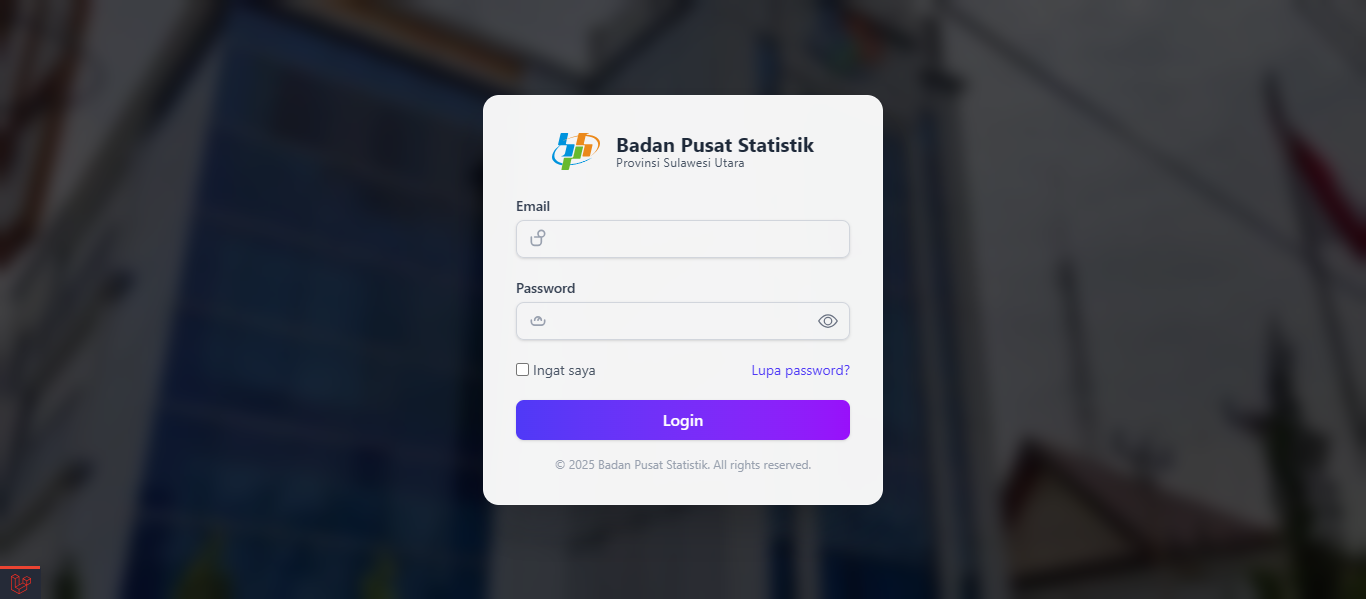 Badan Pusat Statistik
Provinsi Sulawesi Utara
Email
Password
Ingat saya
Lupa password?
Login
© 2025 Badan Pusat Statistik. All rights reserved.